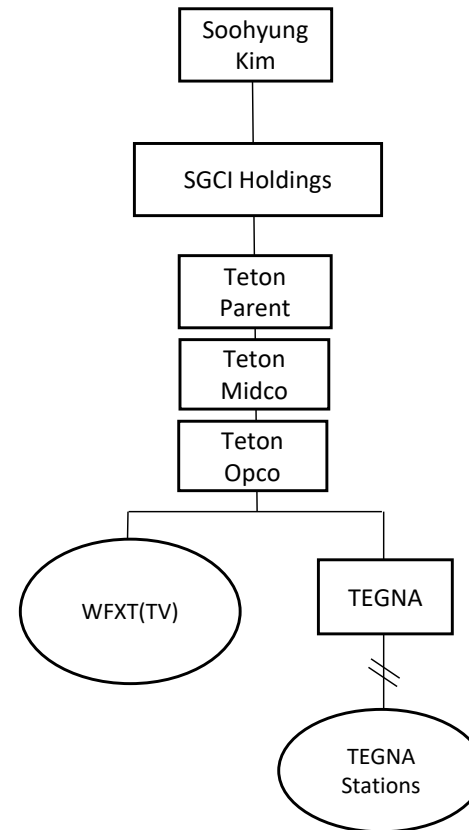 Soohyung
Kim
SGCI Holdings
Teton
Parent
Teton
Midco
Teton
Opco
WFXT(TV)
TEGNA
TEGNA
Stations